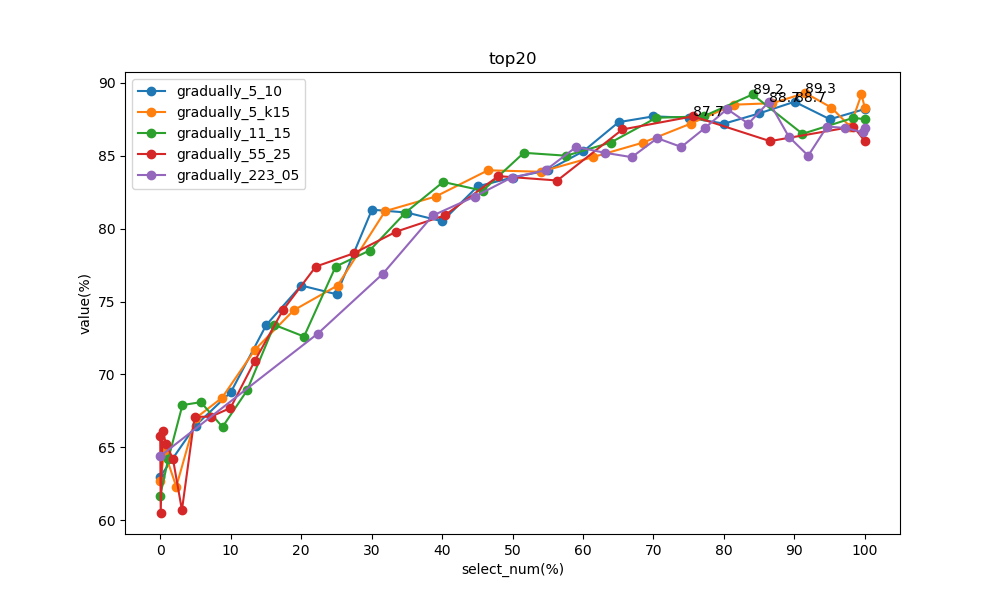 top20
90
85
80
75
70
65
60
value(%)
gradually_5_10
gradually_5_k15
gradually_11_15
gradually_55_25
gradually_223_05
89.2
89.3
88.7
88.7
87.7
0 10 20 30 40 50 60 70 80 90 100
select_num(%)